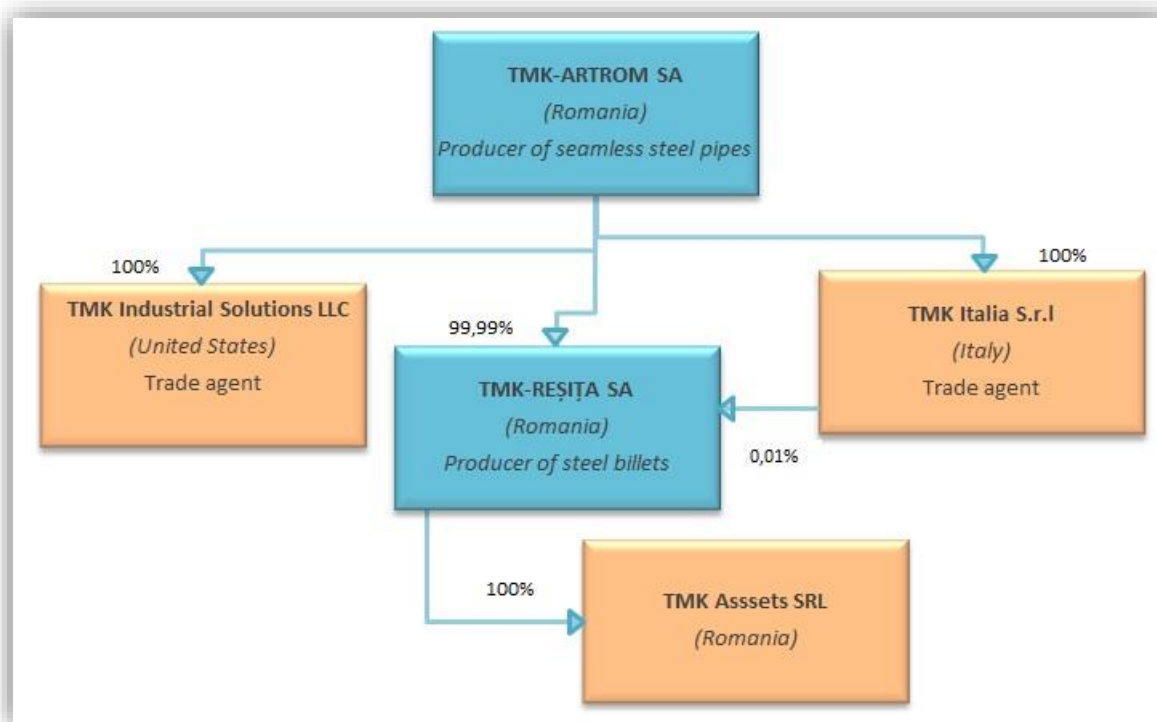 TMK-ARTROM SA
(Romania)
Producer of seamless steel pipes
100%
TMK Industrial Solutions LLC
(United States)
Trade agent
100%
TMK Italia S.r.l
(Italy)
Trade agent
99,99%
TMK-REȘIȚA SA
(Romania)
Producer of steel billets
0,01%
100%
TMK Asssets SRL
(Romania)